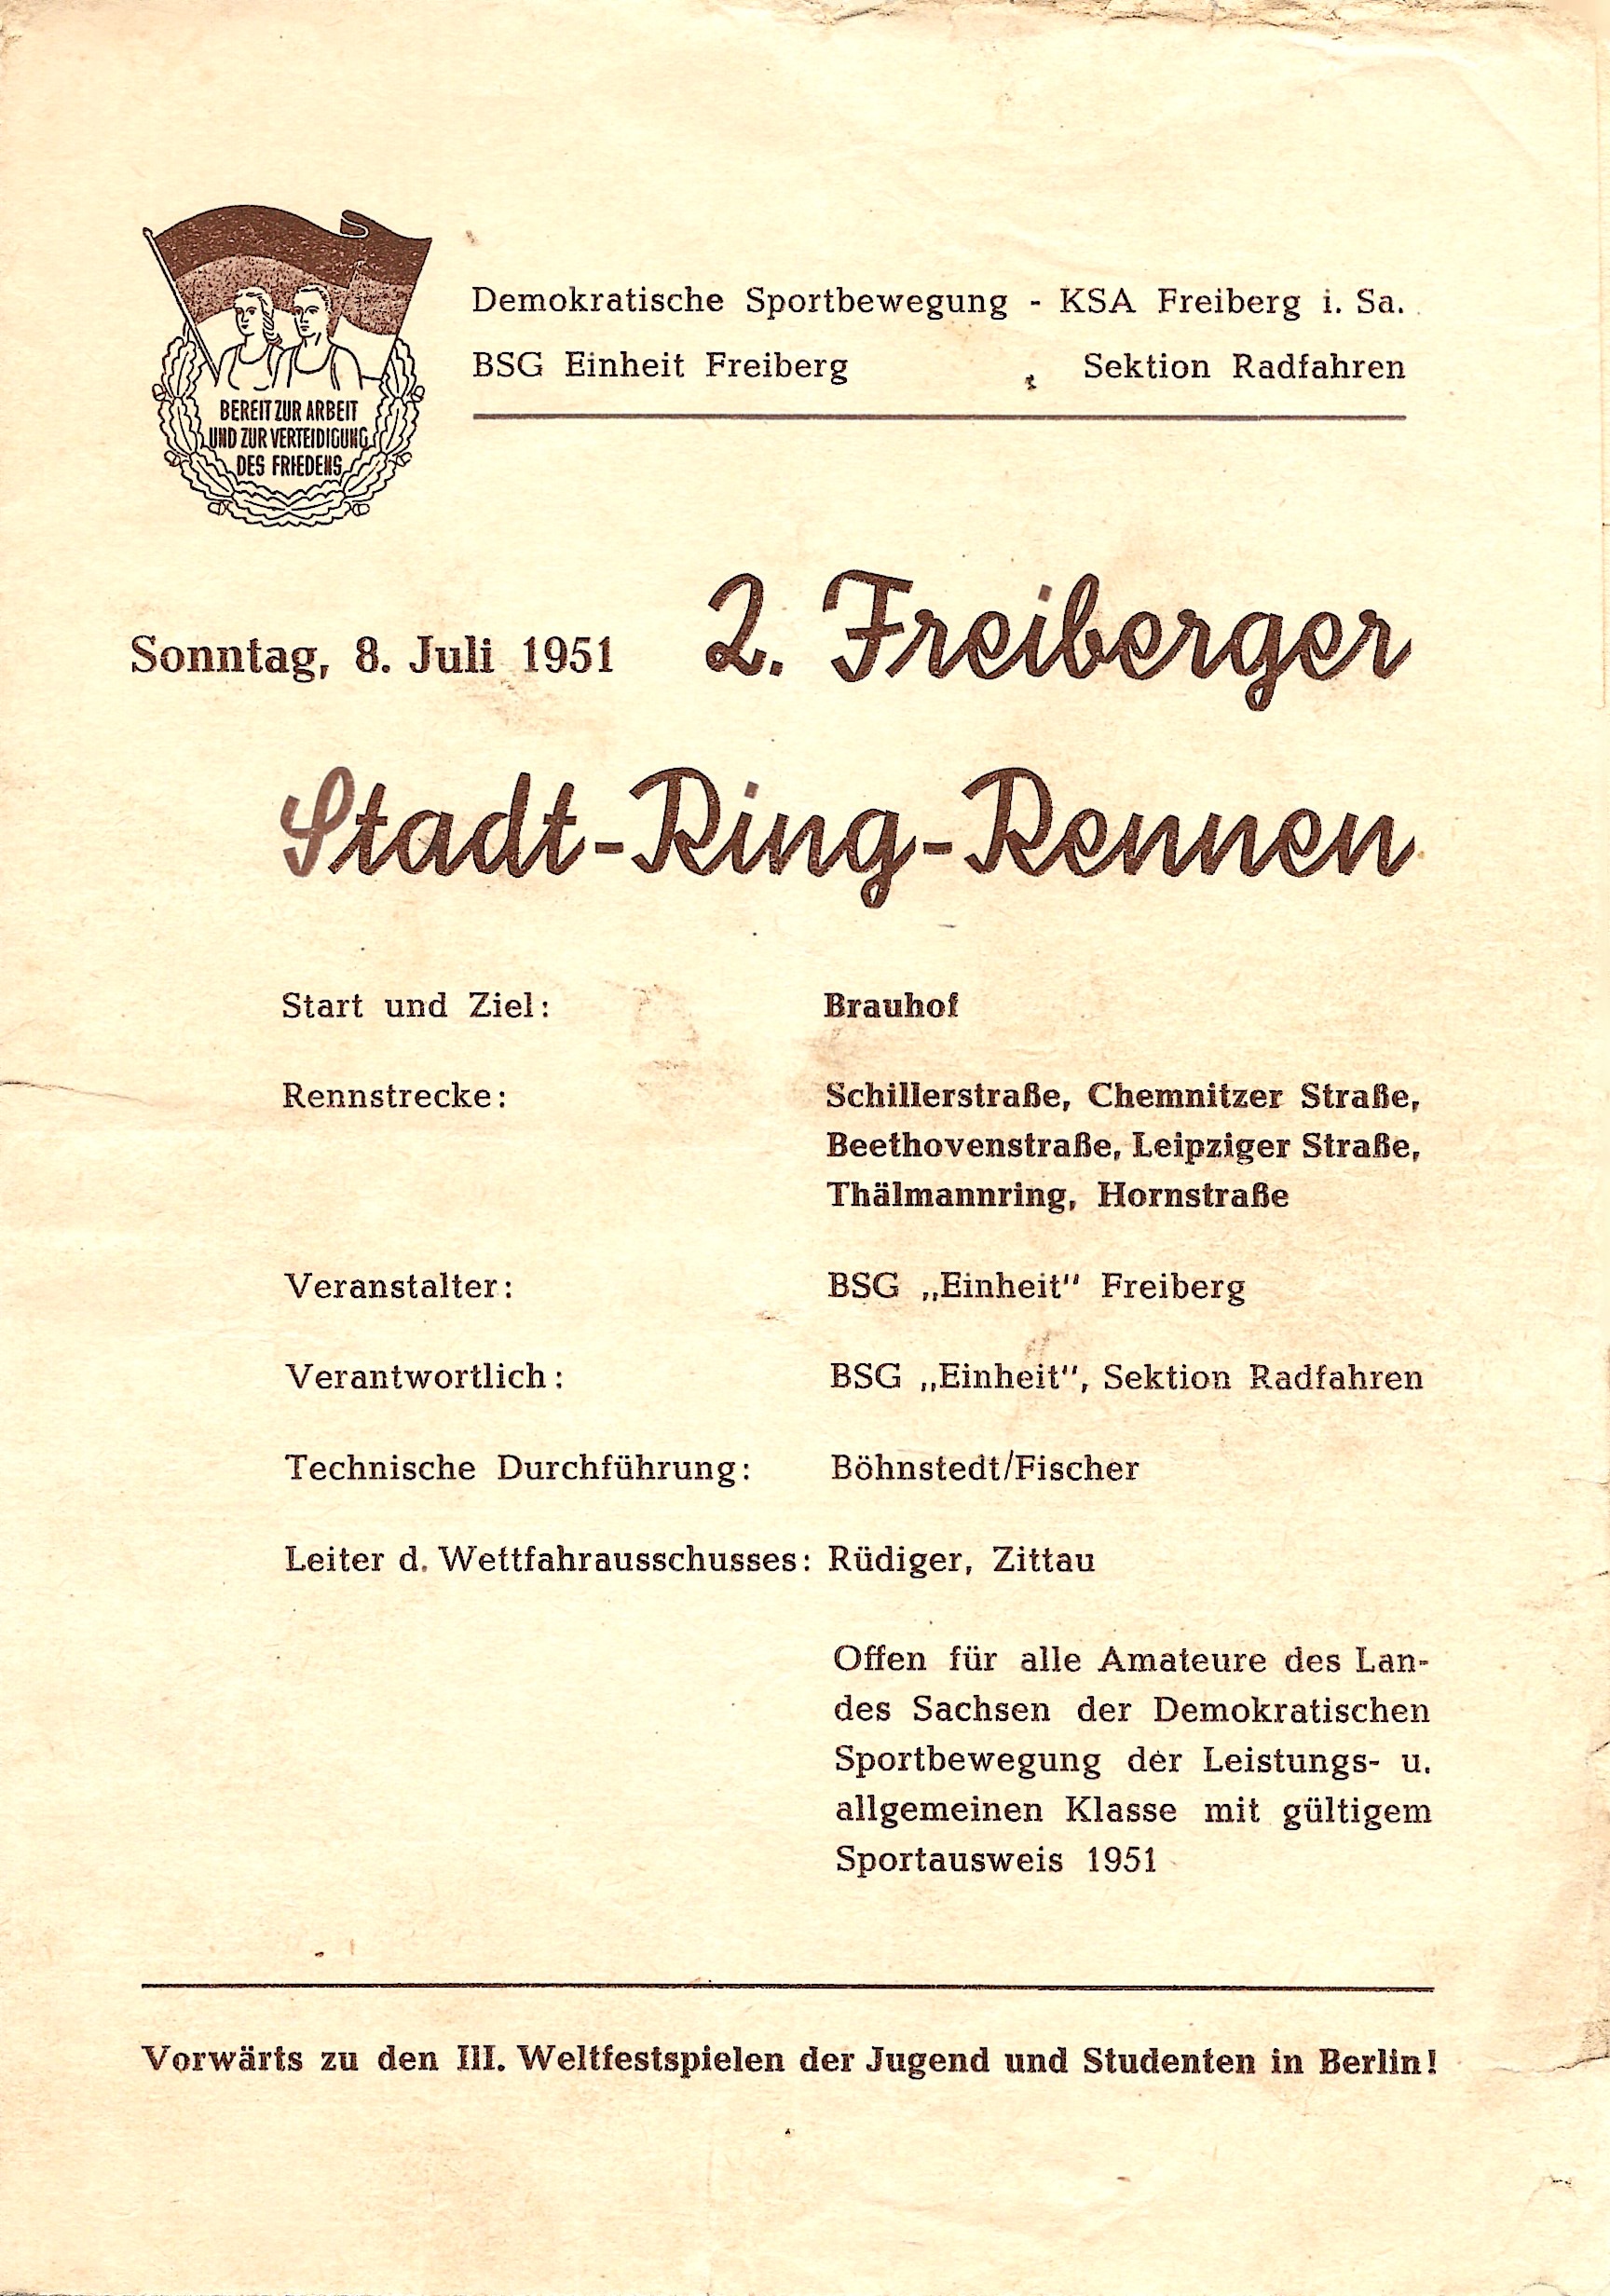 BEREIT ZUR ARBEIT
UND ZUR VERTEIDIGUNG
DES FRIEDENS
Demokratische Sportbewegung - KSA Freiberg i. Sa.
BSG Einheit Freiberg Sektion Radfahren
Sonntag, 8. Juli 1951 2. Freiberger
Stadt-Ring-Rennen
Start und Ziel: Brauhof
Rennstrecke: Schillerstraße, Chemnitzer Straße,
Beethovenstraße, Leipziger Straße,
Thälmannring, Hornstraße
Veranstalter: BSG „Einheit" Freiberg
Verantwortlich: BSG „Einheit", Sektion Radfahren
Technische Durchführung: Böhnstedt/Fischer
Leiter d. Wettfahrausschusses: Rüdiger, Zittau
Offen für alle Amateure des Lan-
des Sachsen der Demokratischen
Sportbewegung der Leistungs- u.
allgemeinen Klasse mit gültigem
Sportausweis 1951
Vorwärts zu den III. Weltfestspielen der Jugend und Studenten in Berlin!